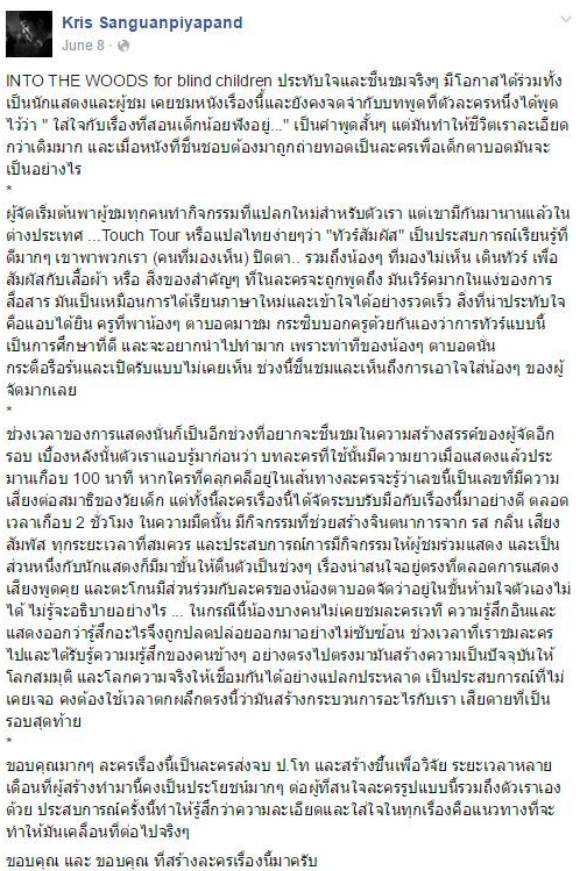 Kris Sanguanpiyapand
June 8 ·
INTO THE WOODS for blind children ประทับใจและชื่นชมจริงๆ มีโอกาสได้ร่วมทั้ง
เป็นนักแสดงและผู้ชม เคยชมหนังเรื่องนี้และยังคงจดจำกับบทพูดที่ตัวละครหนึ่งได้พูด
ไว้ว่า " ใส่ใจกับเรื่องที่สอนเด็กน้อยฟังอยู่..." เป็นคำพูดสั้นๆ แต่มันทำให้ชีวิตเราละเอียด
กว่าเดิมมาก และเมื่อหนังที่ชื่นชอบต้องมาถูกถ่ายทอดเป็นละครเพื่อเด็กตาบอดมันจะ
เป็นอย่างไร
*
ผู้จัดเริ่มต้นพาผู้ชมทุกคนทำกิจกรรมที่แปลกใหม่สำหรับตัวเรา แต่เขามีกันมานานแล้วใน
ต่างประเทศ ...Touch Tour หรือแปลไทยง่ายๆว่า "ทัวร์สัมผัส" เป็นประสบการณ์เรียนรู้ที่
ดีมากๆ เขาพาพวกเรา (คนที่มองเห็น) ปิดตา.. รวมถึงน้องๆ ที่มองไม่เห็น เดินทัวร์ เพื่อ
สัมผัสกับเสื้อผ้า หรือ สิ่งของสำคัญๆ ที่ในละครจะถูกพูดถึง มันเวิร์คมากในแง่ของการ
สื่อสาร มันเป็นเหมือนการได้เรียนภาษาใหม่และเข้าใจได้อย่างรวดเร็ว สิ่งที่น่าประทับใจ
คือแอบได้ยิน ครูที่พาน้องๆ ตาบอดมาชม กระซิบบอกครูด้วยกันเองว่าการทัวร์แบบนี้
เป็นการศึกษาที่ดี และจะอยากนำไปทำมาก เพราะท่าทีของน้องๆ ตาบอดนั้น
กระตือรือร้นและเปิดรับแบบไม่เคยเห็น ช่วงนี้ชื่นชมและเห็นถึงการเอาใจใส่น้องๆ ของผู้
จัดมากเลย
*
ช่วงเวลาของการแสดงนั้นก็เป็นอีกช่วงที่อยากจะชื่นชมในความสร้างสรรค์ของผู้จัดอีก
รอบ เบื้องหลังนั้นตัวเราแอบรู้มาก่อนว่า บทละครที่ใช้นั้นมีความยาวเมื่อแสดงแล้วประ
มานเกือบ 100 นาที หากใครที่คลุกคลีอยู่ในเส้นทางละครจะรู้ว่าเลขนี้เป็นเลขที่มีความ
เสี่ยงต่อสมาธิของวัยเด็ก แต่ทั้งนี้ละครเรื่องนี้ได้จัดระบบรับมือกับเรื่องนี้มาอย่างดี ตลอด
เวลาเกือบ 2 ชั่วโมง ในความมืดนั้น มีกิจกรรมที่ช่วยสร้างจินตนาการจาก รส กลิ่น เสียง
สัมพัส ทุกระยะเวลาที่สมควร และประสบการณ์การมีกิจกรรมให้ผู้ชมร่วมแสดง และเป็น
ส่วนหนึ่งกับนักแสดงก็มีมาขั้นให้ตื่นตัวเป็นช่วงๆ เรื่องน่าสนใจอยู่ตรงที่ตลอดการแสดง
เสียงพูดคุย และตะโกนมีส่วนร่วมกับละครของน้องตาบอดจัดว่าอยู่ในขั้นห้ามใจตัวเองไม่
ได้ ไม่รู้จะอธิบายอย่างไร ... ในกรณีนี้น้องบางคนไม่เคยชมละครเวที ความรู้สึกอินและ
แสดงออกว่ารู้สึกอะไรจึงถูกปลดปล่อยออกมาอย่างไม่ซับซ้อน ช่วงเวลาที่เราชมละคร
ไปและได้รับรู้ความมรู้สึกของคนข้างๆ อย่างตรงไปตรงมามันสร้างความเป็นปัจจุบันให้
โลกสมมุติ และโลกความจริงให้เชื่อมกันได้อย่างแปลกประหลาด เป็นประสบการณ์ที่ไม่
เคยเจอ คงต้องใช้เวลาตกผลึกตรงนี้ว่ามันสร้างกระบวนการอะไรกับเรา เสียดายที่เป็น
รอบสุดท้าย
*
ขอบคุณมากๆ ละครเรื่องนี้เป็นละครส่งจบ ป.โท และสร้างขึ้นเพื่อวิจัย ระยะเวลาหลาย
เดือนที่ผู้สร้างทำมานี้คงเป็นประโยชน์มากๆ ต่อผู้ที่สนใจละครรูปแบบนี้รวมถึงตัวเราเอง
ด้วย ประสบการณ์ครั้งนี้ทำให้รู้สึกว่าความละเอียดและใส่ใจในทุกเรื่องคือแนวทางที่จะ
ทำให้มันเคลื่อนที่ต่อไปจริงๆ
ขอบคุณ และ ขอบคุณ ที่สร้างละครเรื่องนี้มาครับ